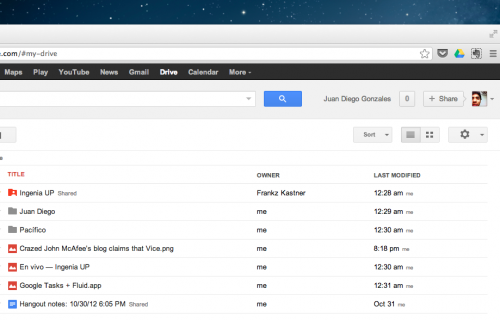 e.com/#my-drive
Maps Play YouTube News Gmail Drive Calendar More
Juan Diego Gonzales 0 + Share
Sort
TITLE OWNER LAST MODIFIED
Ingenia UP Shared Frankz Kastner 12:28 am me
Juan Diego me 12:29 am me
Pacífico me 12:30 am me
Crazed John McAfee's blog claims that Vice.png me 8:18 pm me
En vivo — Ingenia UP me 12:30 am me
Google Tasks + Fluid.app me 12:31 am me
Hangout notes: 10/30/12 6:05 PM Shared me Oct 31 me